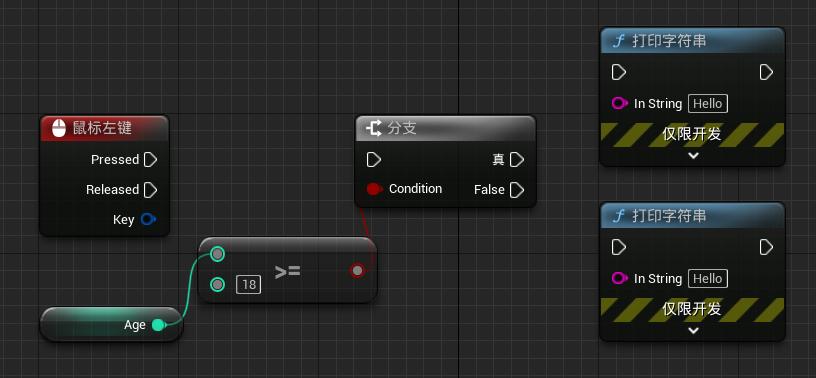 鼠标左键
Pressed
Released
Key
Age
18
>=
分支
真
Condition
False
打印字符串
In String Hello
仅限开发
打印字符串
In String Hello
仅限开发